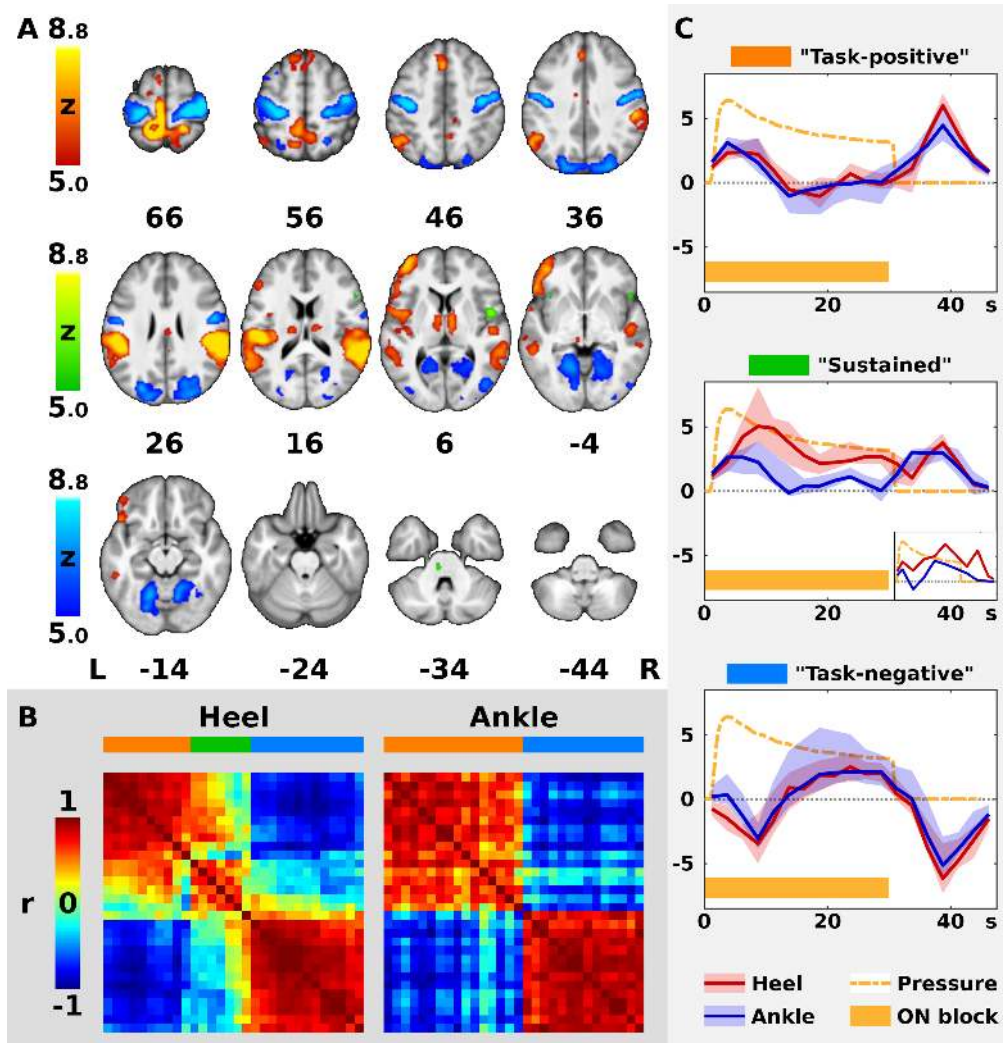 A
8.8
z
5.0
66 56 46 36
8.8
z
5.0
26 16 6 -4
8.8
z
5.0
L -14 -24 -34 -44 R
B
Heel Ankle
1
r 0
-1
C
"Task-positive"
5
0
-5
0 20 40 s
"Sustained"
5
0
-5
0 20 40 s
"Task-negative"
5
0
-5
0 20 40 s
Heel Pressure
Ankle ON block